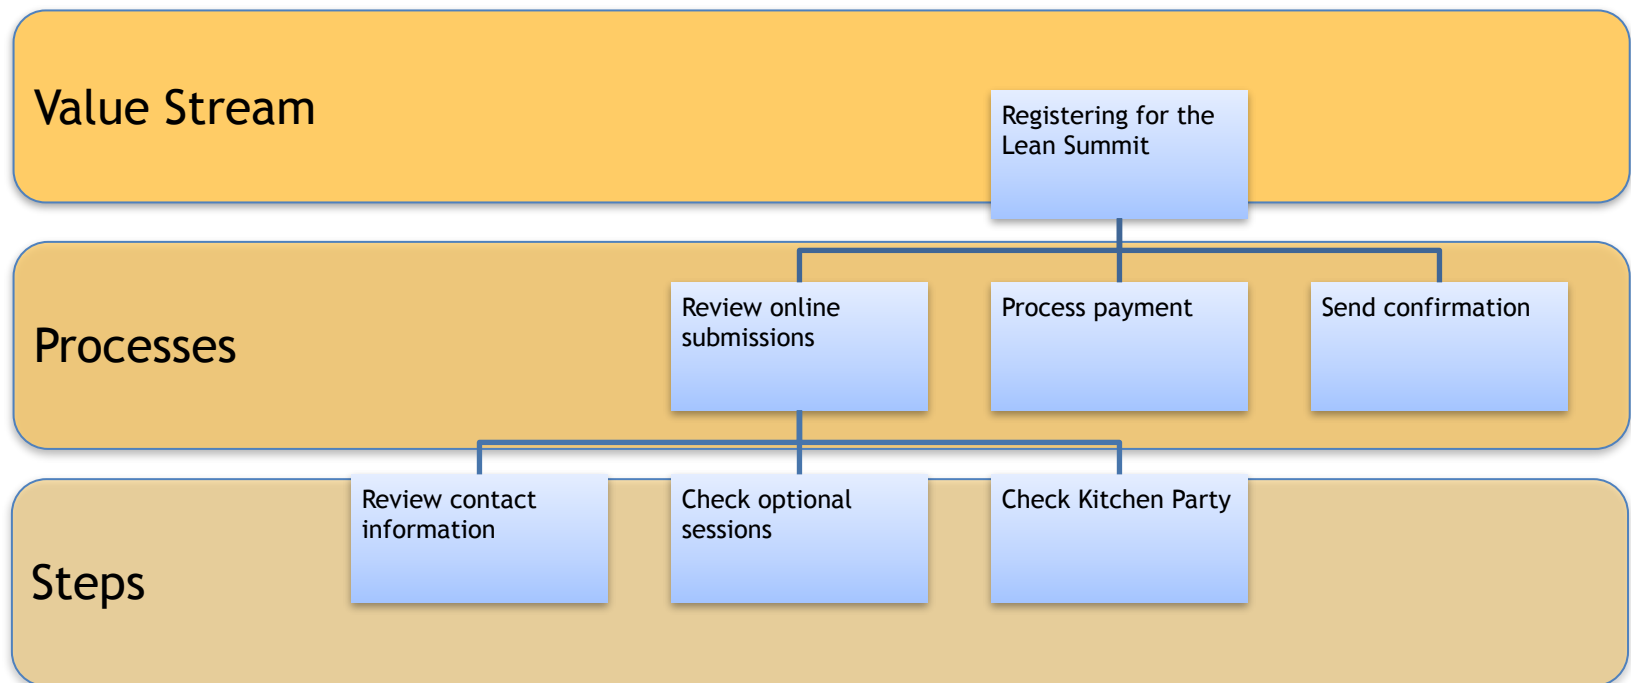 Value Stream
Registering for the
Lean Summit
Processes
Review online
submissions
Process payment
Send confirmation
Steps
Review contact
information
Check optional
sessions
Check Kitchen Party